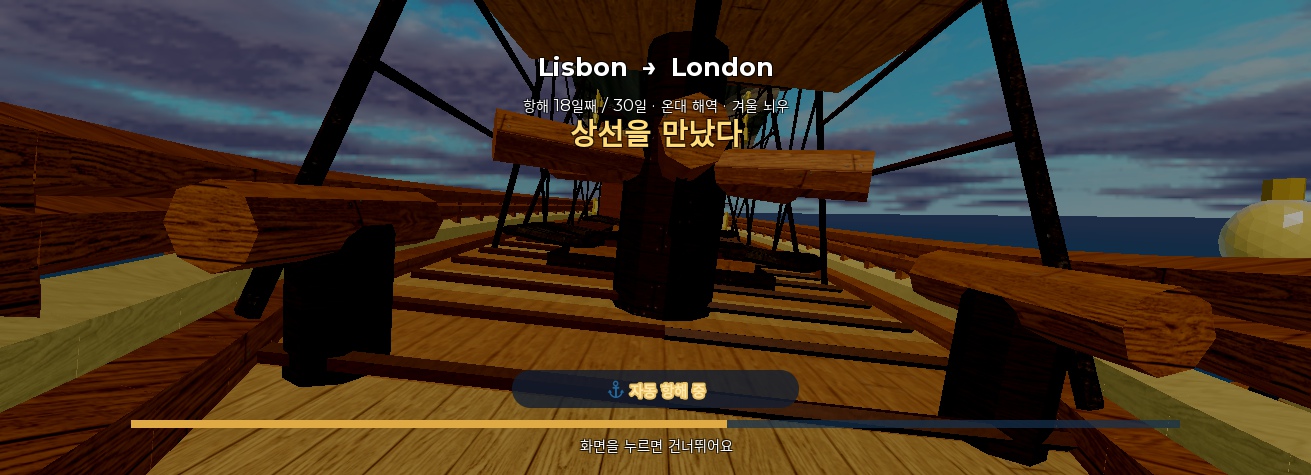 Lisbon → London
항해 18일째 / 30일 · 온대 해역 · 겨울 뇌우
상선을 만났다
⚓ 자동 항해 중
화면을 누르면 건너뛰어요